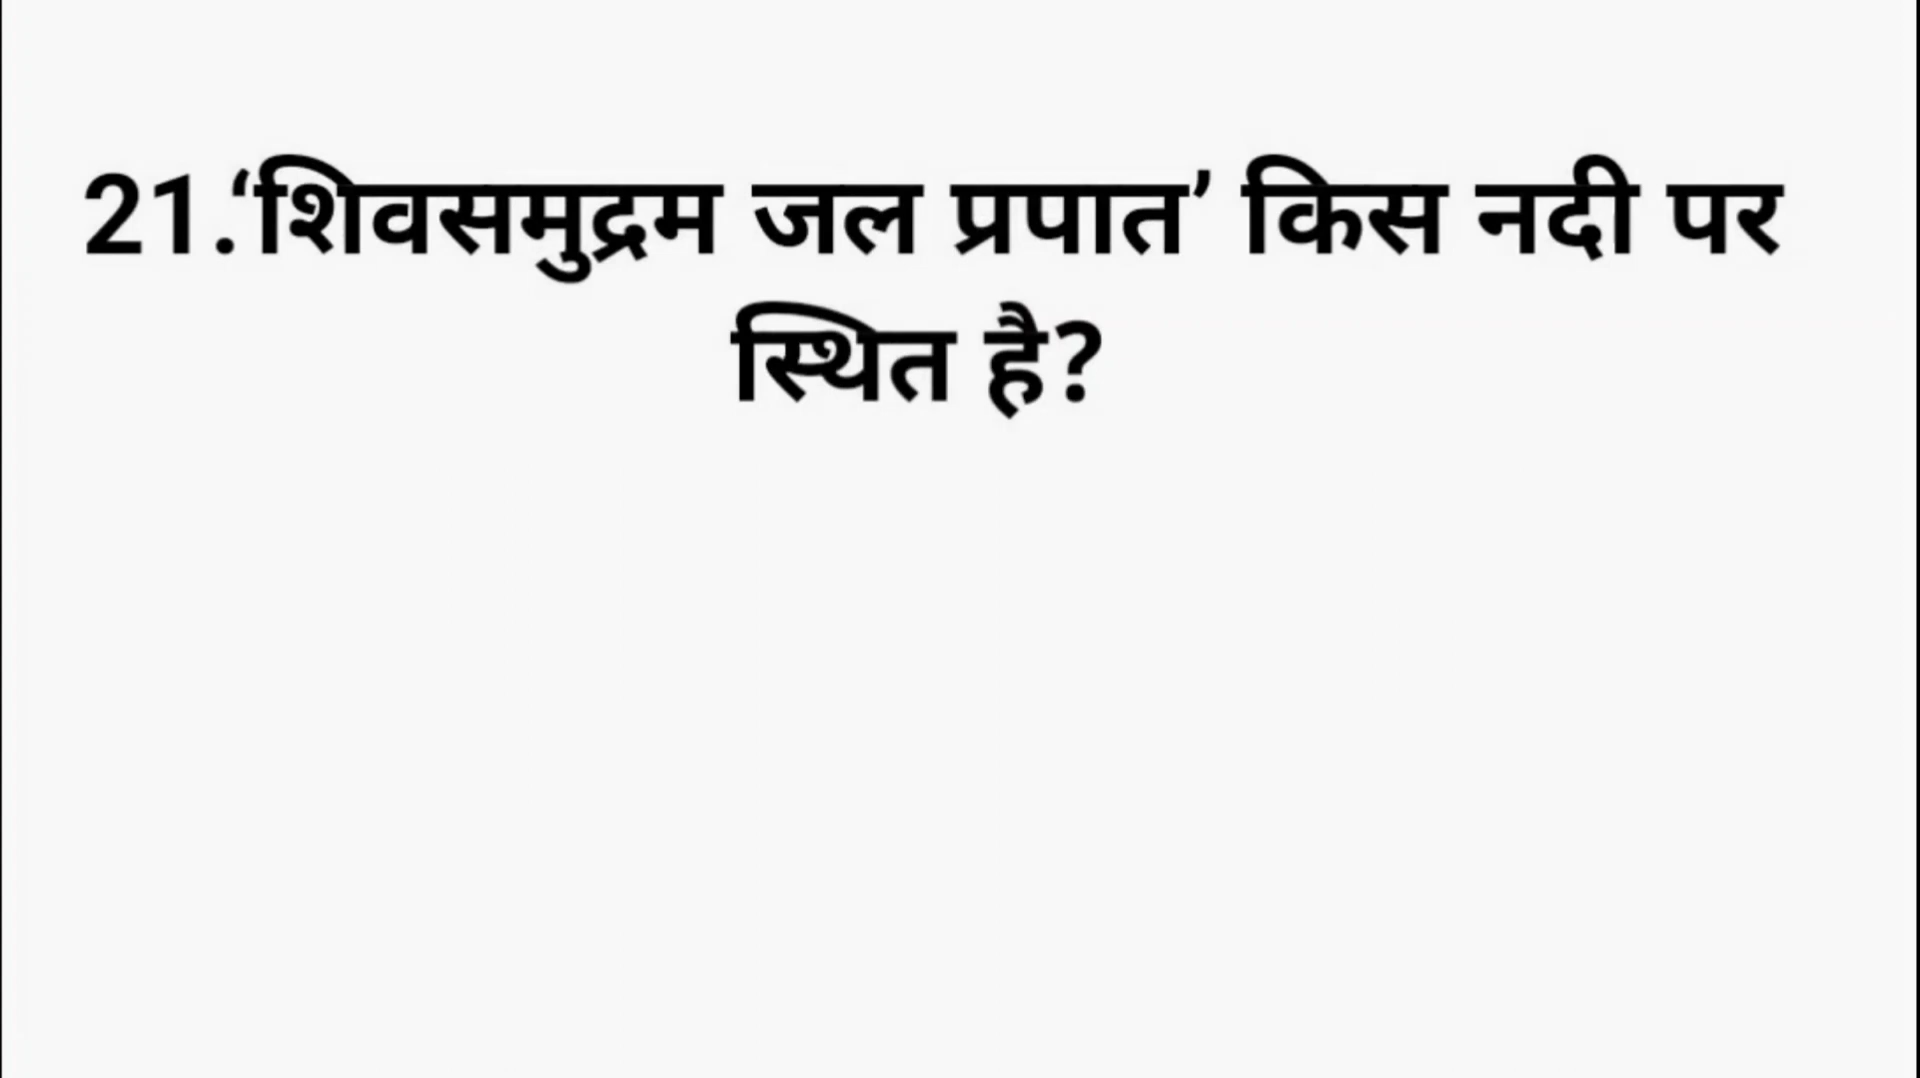 21.‘शिवसमुद्रम जल प्रपात’ किस नदी पर
स्थित है?